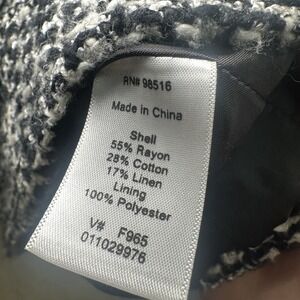 RN# 98516
Made in China
Shell
55% Rayon
28% Cotton
17% Linen
Lining
100% Polyester
V# F965
011029976